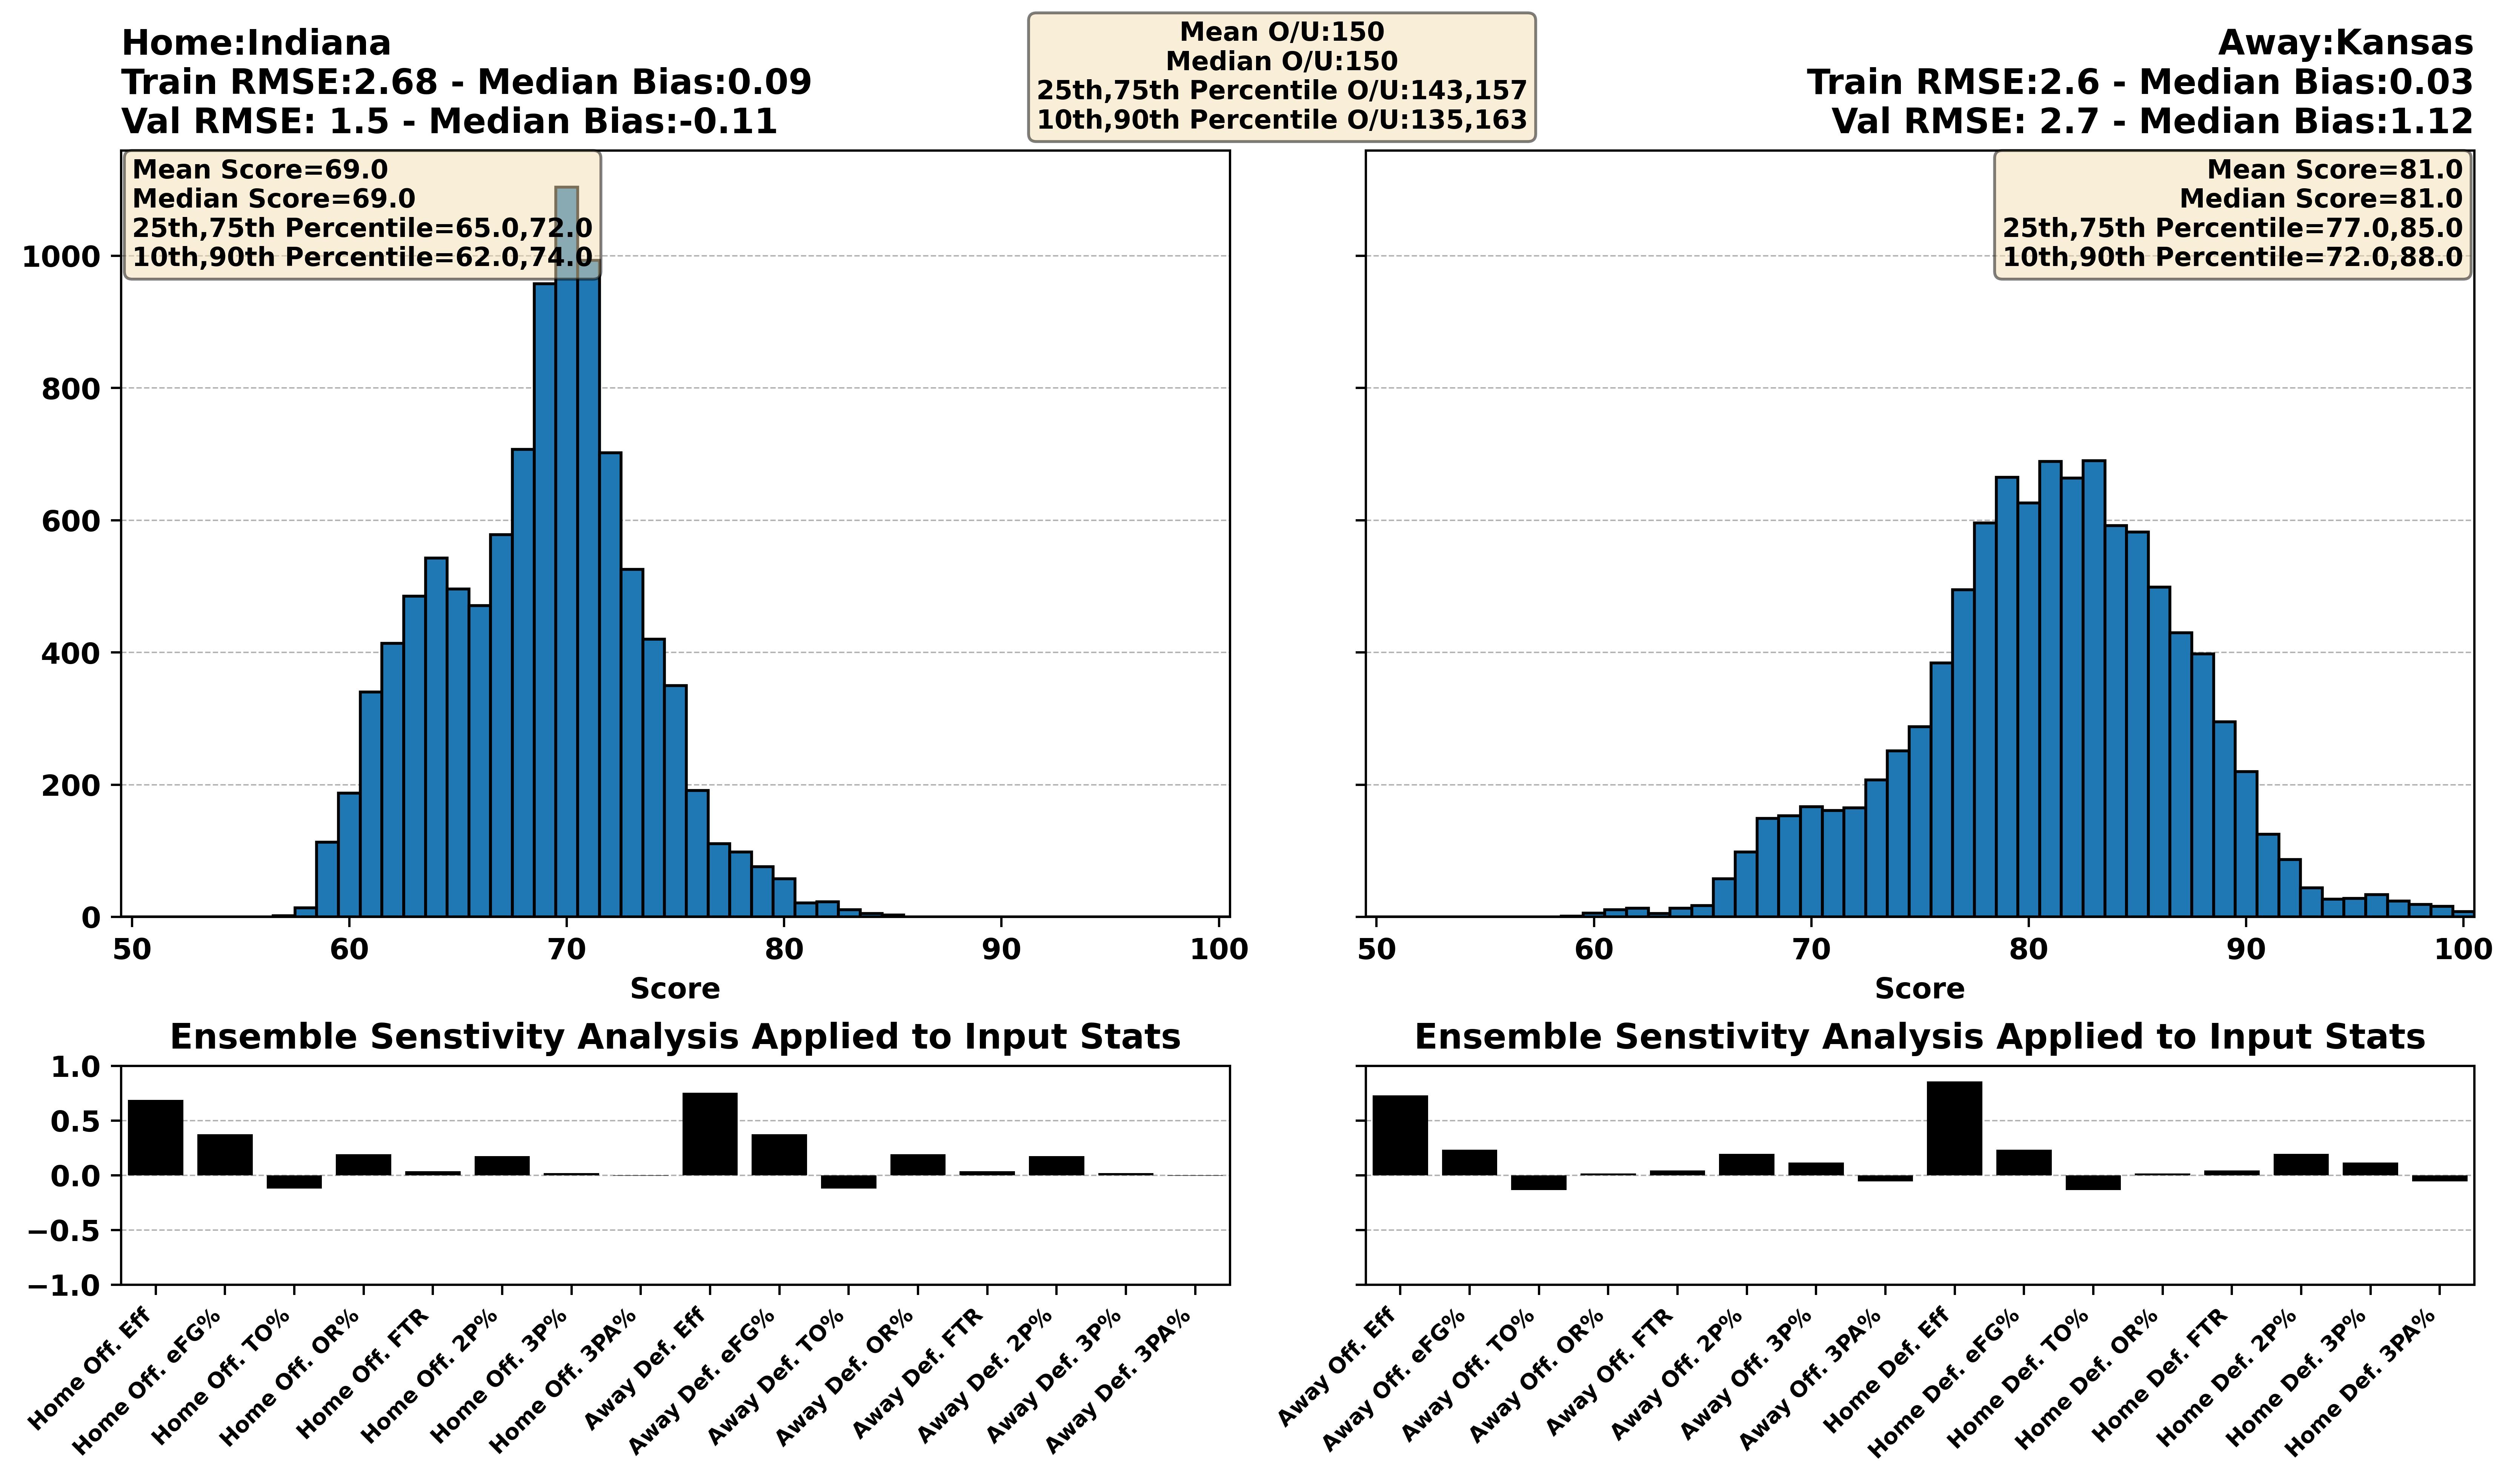 Home:Indiana
Train RMSE:2.68 - Median Bias:0.09
Val RMSE: 1.5 - Median Bias:-0.11
Mean O/U:150
Median O/U:150
25th,75th Percentile O/U:143,157
10th,90th Percentile O/U:135,163
Away:Kansas
Train RMSE:2.6 - Median Bias:0.03
Val RMSE: 2.7 - Median Bias:1.12
Mean Score=69.0
Median Score=69.0
25th,75th Percentile=65.0,72.0
10th,90th Percentile=62.0,74.0
Mean Score=81.0
Median Score=81.0
25th,75th Percentile=77.0,85.0
10th,90th Percentile=72.0,88.0
1000
800
600
400
200
0
50 60 70 80 90 100
Score
50 60 70 80 90 100
Score
Ensemble Senstivity Analysis Applied to Input Stats
Ensemble Senstivity Analysis Applied to Input Stats
1.0
0.5
0.0
−0.5
−1.0
Home Off. Eff
Home Off. eFG%
Home Off. TO%
Home Off. OR%
Home Off. FTR
Home Off. 2P%
Home Off. 3P%
Home Off. 3PA%
Away Def. Eff
Away Def. eFG%
Away Def. TO%
Away Def. OR%
Away Def. FTR
Away Def. 2P%
Away Def. 3P%
Away Def. 3PA%
Away Off. Eff
Away Off. eFG%
Away Off. TO%
Away Off. OR%
Away Off. FTR
Away Off. 2P%
Away Off. 3P%
Away Off. 3PA%
Home Def. Eff
Home Def. eFG%
Home Def. TO%
Home Def. OR%
Home Def. FTR
Home Def. 2P%
Home Def. 3P%
Home Def. 3PA%